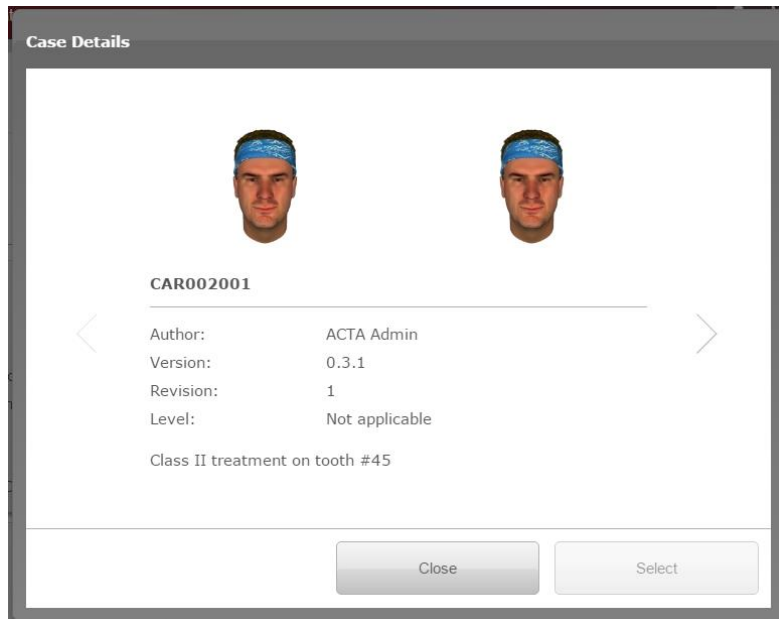 Case Details
CAR002001
Author: ACTA Admin
Version: 0.3.1
Revision: 1
Level: Not applicable
Class II treatment on tooth #45
Close Select